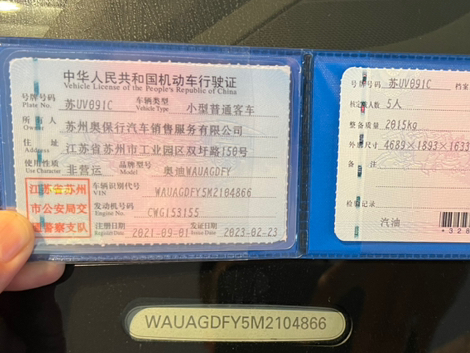 中华人民共和国机动车行驶证
Vehicle License of the People's Republic of China
号牌号码 苏UV091C 车辆类型 小型普通客车
Plate No. Vehicle Type
所有人 苏州奥保行汽车销售服务有限公司
Owner
住址 江苏省苏州市工业园区双圩路150号
Address
使用性质 非营运 品牌型号 奥迪WAUAGDFY
Use Character Model
车辆识别代号 WAUAGDFY5M2104866
VIN
发动机号码 CWG153155
Engine No.
注册日期 2021-09-01 发证日期 2023-02-23
Register Date Issue Date
江苏省苏州
市公安局交
通警察支队
号牌号码 苏UV091C 档案
核定载人数 5人
整备质量 2015kg
外廓尺寸 4689×1893×1633
备注
检验记录
汽油
*328
WAUAGDFY5M2104866